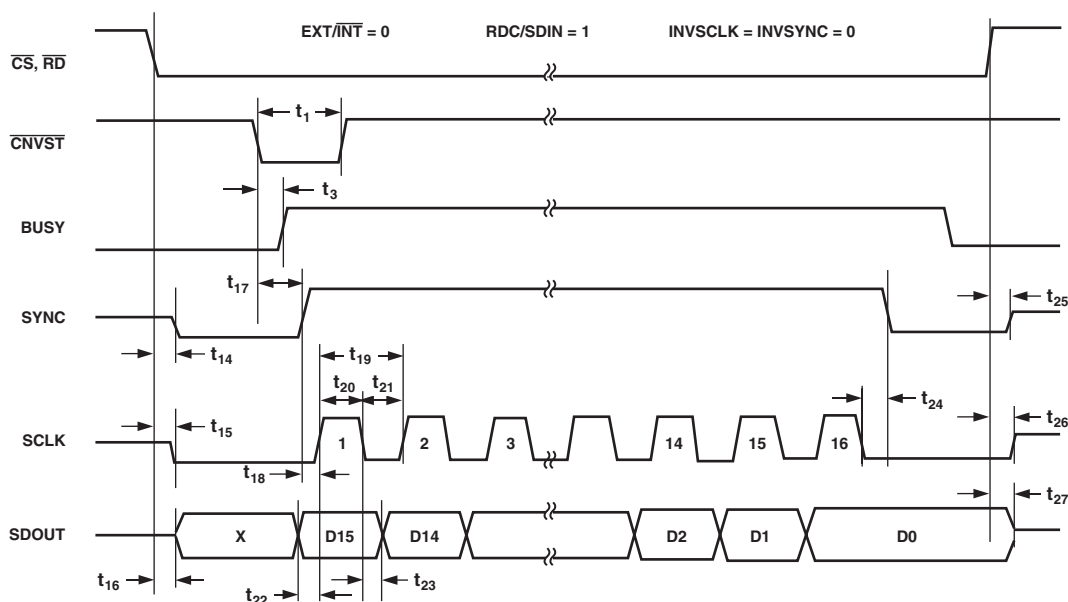 EXT/INT = 0 RDC/SDIN = 1 INVSCLK = INVSYNC = 0
CS, RD
t1
CNVST
t3
BUSY
t17
SYNC
t25
t14
t19
t20 t21
t24
t26
t15
SCLK
1 2 3 14 15 16
t18
t27
SDOUT
X D15 D14 D2 D1 D0
t16
t22
t23